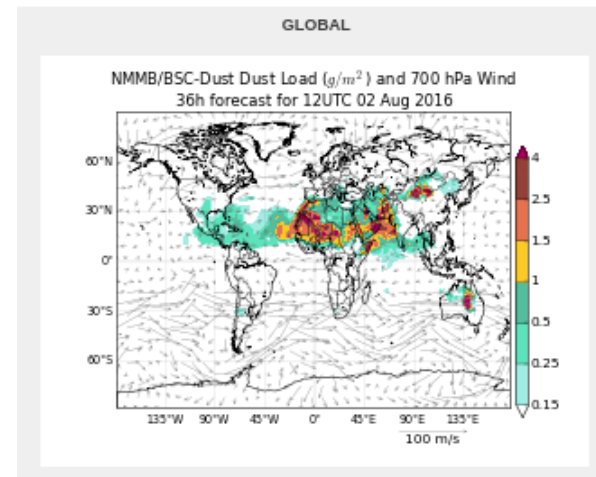 GLOBAL
NMMB/BSC-Dust Dust Load (g/m²) and 700 hPa Wind
36h forecast for 12UTC 02 Aug 2016
60°N
30°N
0°
30°S
60°S
135°W 90°W 45°W 0° 45°E 90°E 135°E
100 m/s
4
2.5
1.5
1
0.5
0.25
0.15